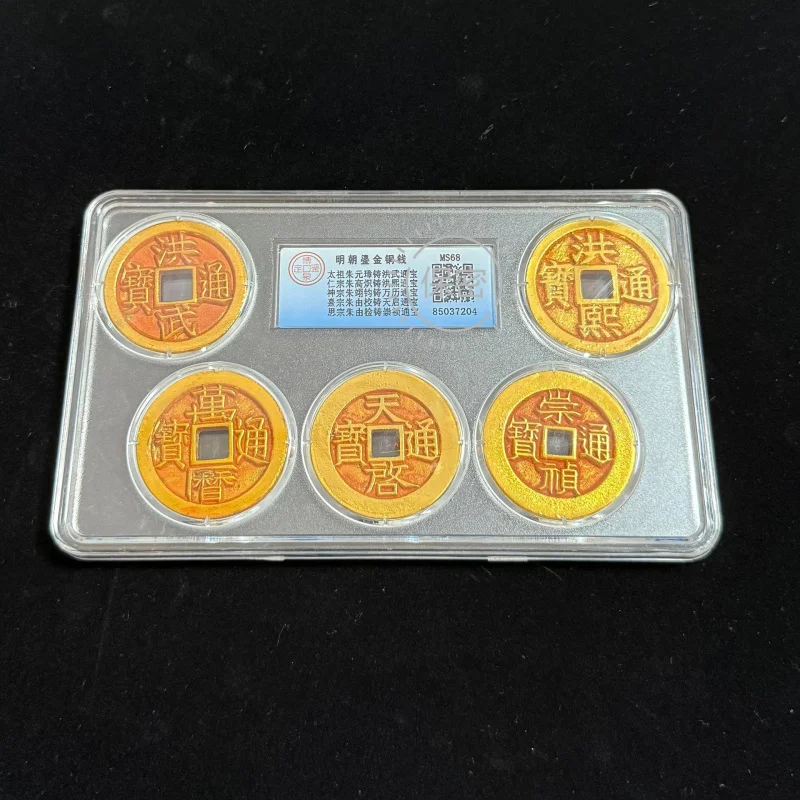 洪武通寶
明朝鎏金铜钱 MS68
太祖朱元璋铸洪武通宝
仁宗朱高炽铸洪熙通宝
神宗朱翊钧铸万历通宝
熹宗朱由校铸天启通宝
思宗朱由检铸崇祯通宝 85037204
洪熙通寶
萬曆通寶
天啓通寶
崇禎通寶